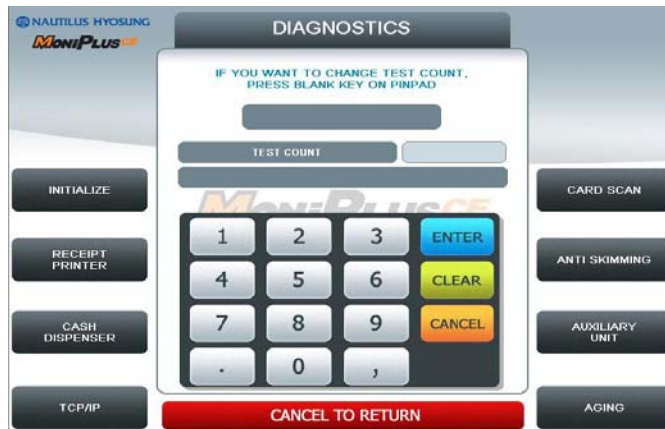 NAUTILUS HYOSUNG
MoniPlusCE
DIAGNOSTICS
IF YOU WANT TO CHANGE TEST COUNT,
PRESS BLANK KEY ON PINPAD
TEST COUNT
INITIALIZE
RECEIPT
PRINTER
CASH
DISPENSER
TCP/IP
MoniPlusCE
1 2 3 ENTER
4 5 6 CLEAR
7 8 9 CANCEL
. 0 ,
CANCEL TO RETURN
CARD SCAN
ANTI SKIMMING
AUXILIARY
UNIT
AGING